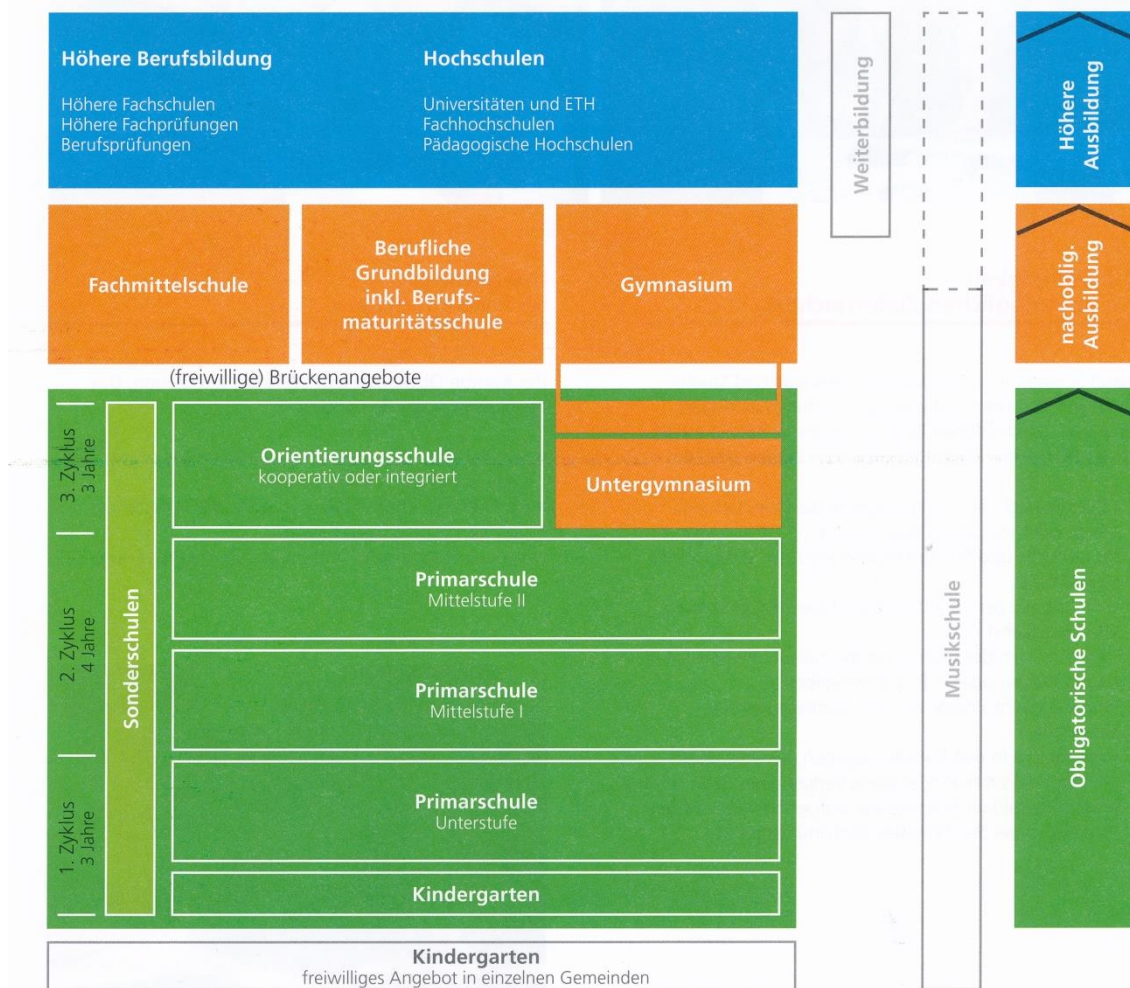 Höhere Berufsbildung
Höhere Fachschulen
Höhere Fachprüfungen
Berufsprüfungen
Hochschulen
Universitäten und ETH
Fachhochschulen
Pädagogische Hochschulen
Weiterbildung
Höhere
Ausbildung
Fachmittelschule
Berufliche
Grundbildung
inkl. Berufs-
maturitätsschule
Gymnasium
nachoblig.
Ausbildung
(freiwillige) Brückenangebote
3. Zyklus
3 Jahre
Orientierungsschule
kooperativ oder integriert
Untergymnasium
2. Zyklus
4 Jahre
Sonderschulen
Primarschule
Mittelstufe II
Primarschule
Mittelstufe I
1. Zyklus
3 Jahre
Primarschule
Unterstufe
Kindergarten
Musikschule
Obligatorische Schulen
Kindergarten
freiwilliges Angebot in einzelnen Gemeinden